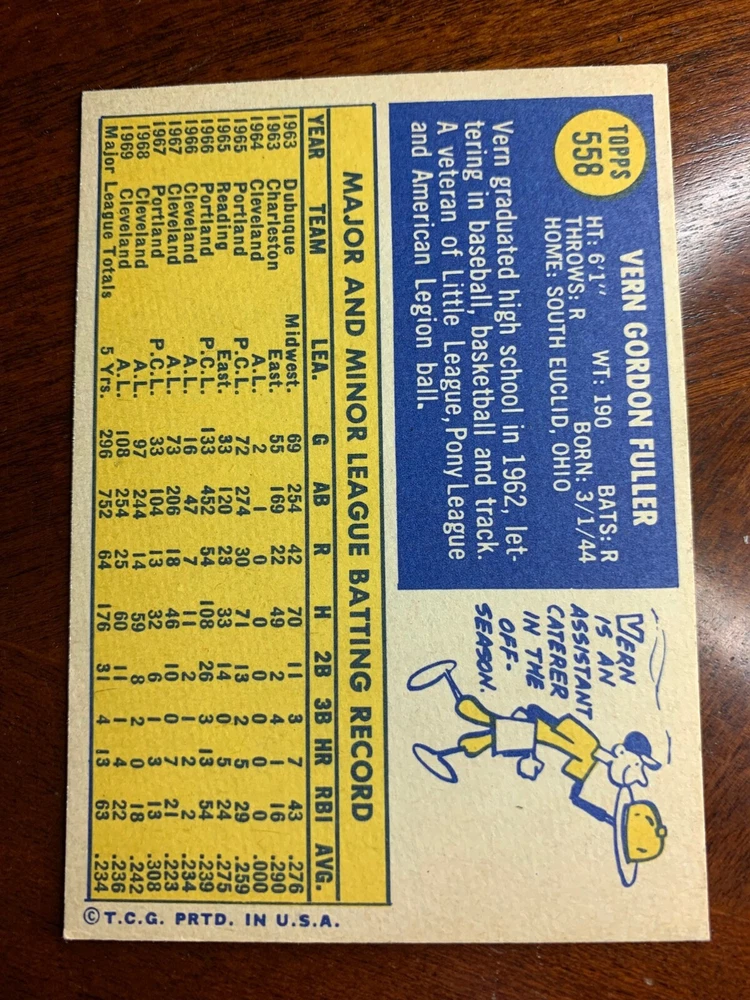 TOPPS
558
VERN GORDON FULLER
HT: 6'1" WT: 190 BATS: R
THROWS: R BORN: 3/1/44
HOME: SOUTH EUCLID, OHIO
Vern graduated high school in 1962, let-
tering in baseball, basketball and track.
A veteran of Little League, Pony League
and American Legion ball.
VERN
IS AN
ASSISTANT
CATERER
IN THE
OFF-
SEASON.
MAJOR AND MINOR LEAGUE BATTING RECORD
YEAR TEAM LEA. G AB R H 2B 3B HR RBI AVG.
1963 Dubuque Midwest. 69 254 42 70 11 3 7 43 .276
1963 Charleston East. 55 169 22 49 2 4 1 16 .290
1964 Cleveland A.L. 2 1 0 0 0 0 0 0 .000
1965 Portland P.C.L. 72 274 30 71 13 2 5 29 .259
1965 Reading East. 33 120 23 33 14 0 5 24 .275
1966 Portland P.C.L. 133 452 54 108 26 3 13 54 .239
1966 Cleveland A.L. 16 47 7 11 2 1 2 2 .234
1967 Cleveland A.L. 73 206 18 46 10 0 7 21 .223
1967 Portland P.C.L. 33 104 13 32 6 1 3 13 .308
1968 Cleveland A.L. 97 244 14 59 8 2 0 18 .242
1969 Cleveland A.L. 108 254 25 60 11 1 4 22 .236
Major League Totals 5 Yrs. 296 752 64 176 31 4 13 63 .234
©T.C.G. PRTD. IN U.S.A.